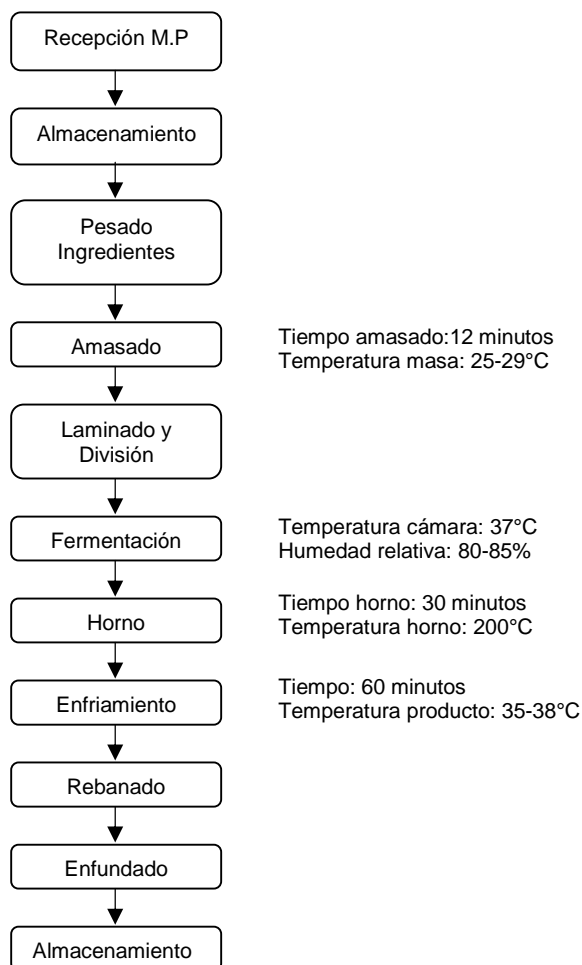 Recepción M.P
Almacenamiento
Pesado
Ingredientes
Amasado
Tiempo amasado:12 minutos
Temperatura masa: 25-29°C
Laminado y
División
Fermentación
Temperatura cámara: 37°C
Humedad relativa: 80-85%
Horno
Tiempo horno: 30 minutos
Temperatura horno: 200°C
Enfriamiento
Tiempo: 60 minutos
Temperatura producto: 35-38°C
Rebanado
Enfundado
Almacenamiento